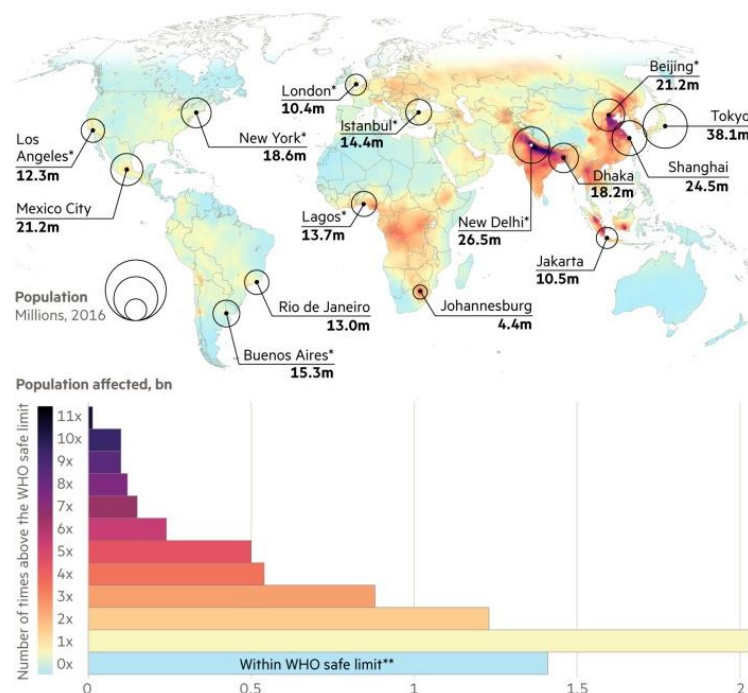 London*
10.4m
Istanbul*
14.4m
Beijing*
21.2m
Tokyo
38.1m
Los
Angeles*
12.3m
New York*
18.6m
Mexico City
21.2m
Lagos*
13.7m
New Delhi*
26.5m
Dhaka
18.2m
Shanghai
24.5m
Jakarta
10.5m
Johannesburg
4.4m
Rio de Janeiro
13.0m
Buenos Aires*
15.3m
Population
Millions, 2016
Population affected, bn
Number of times above the WHO safe limit
11x
10x
9x
8x
7x
6x
5x
4x
3x
2x
1x
0x
Within WHO safe limit**
0
0.5
1
1.5
2